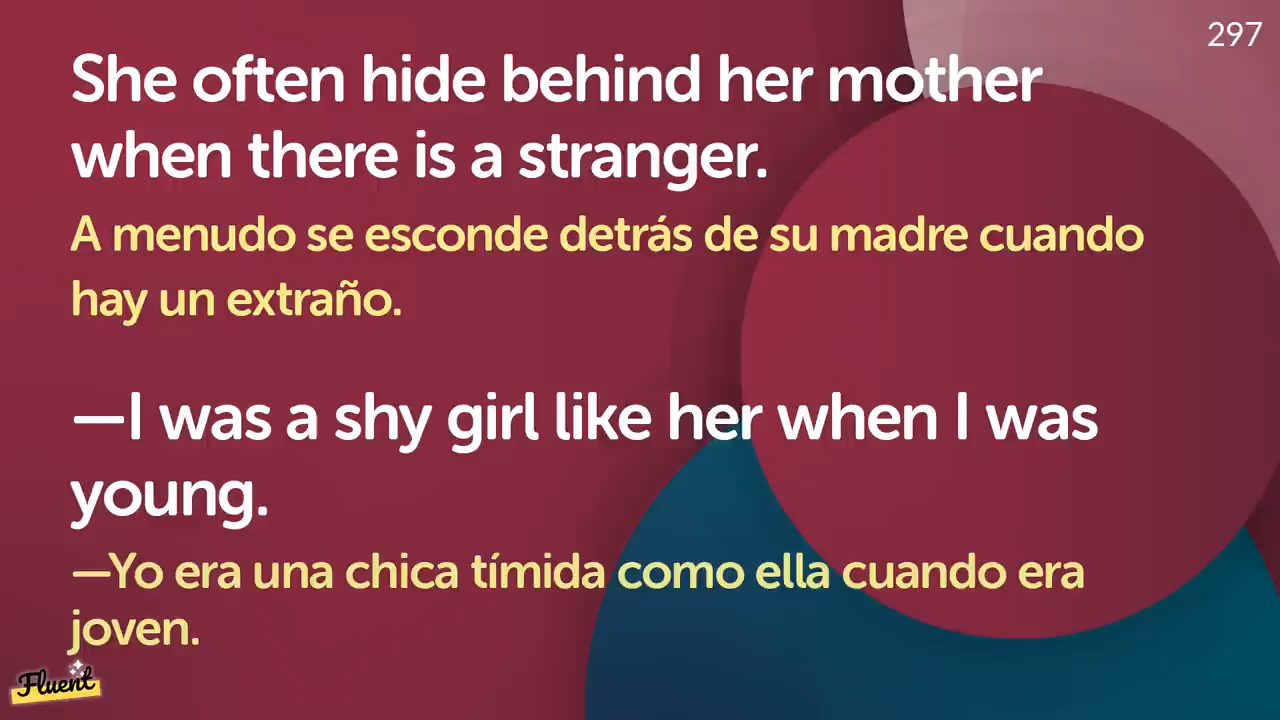 297
She often hide behind her mother
when there is a stranger.
A menudo se esconde detrás de su madre cuando
hay un extraño.
—I was a shy girl like her when I was
young.
—Yo era una chica tímida como ella cuando era
joven.
Fluent